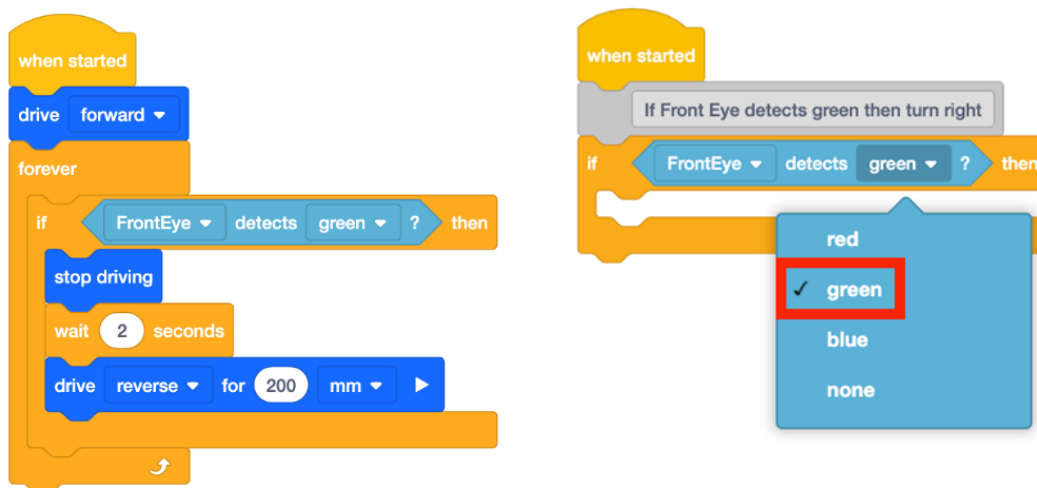 when started
drive forward
forever
if FrontEye detects green ? then
stop driving
wait 2 seconds
drive reverse for 200 mm
when started
If Front Eye detects green then turn right
if FrontEye detects green ? then
red
✓ green
blue
none